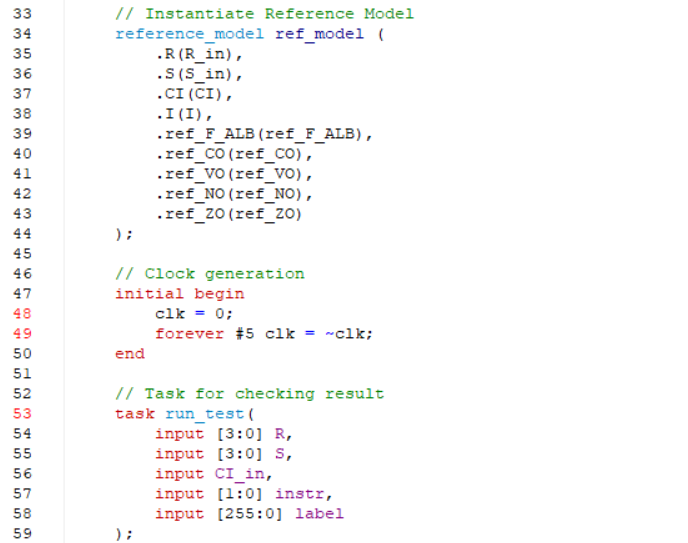 33 // Instantiate Reference Model
34 reference_model ref_model (
35 .R(R_in),
36 .S(S_in),
37 .CI(CI),
38 .I(I),
39 .ref_F_ALB(ref_F_ALB),
40 .ref_CO(ref_CO),
41 .ref_VO(ref_VO),
42 .ref_NO(ref_NO),
43 .ref_ZO(ref_ZO)
44 );
45
46 // Clock generation
47 initial begin
48 clk = 0;
49 forever #5 clk = ~clk;
50 end
51
52 // Task for checking result
53 task run_test(
54 input [3:0] R,
55 input [3:0] S,
56 input CI_in,
57 input [1:0] instr,
58 input [255:0] label
59 );